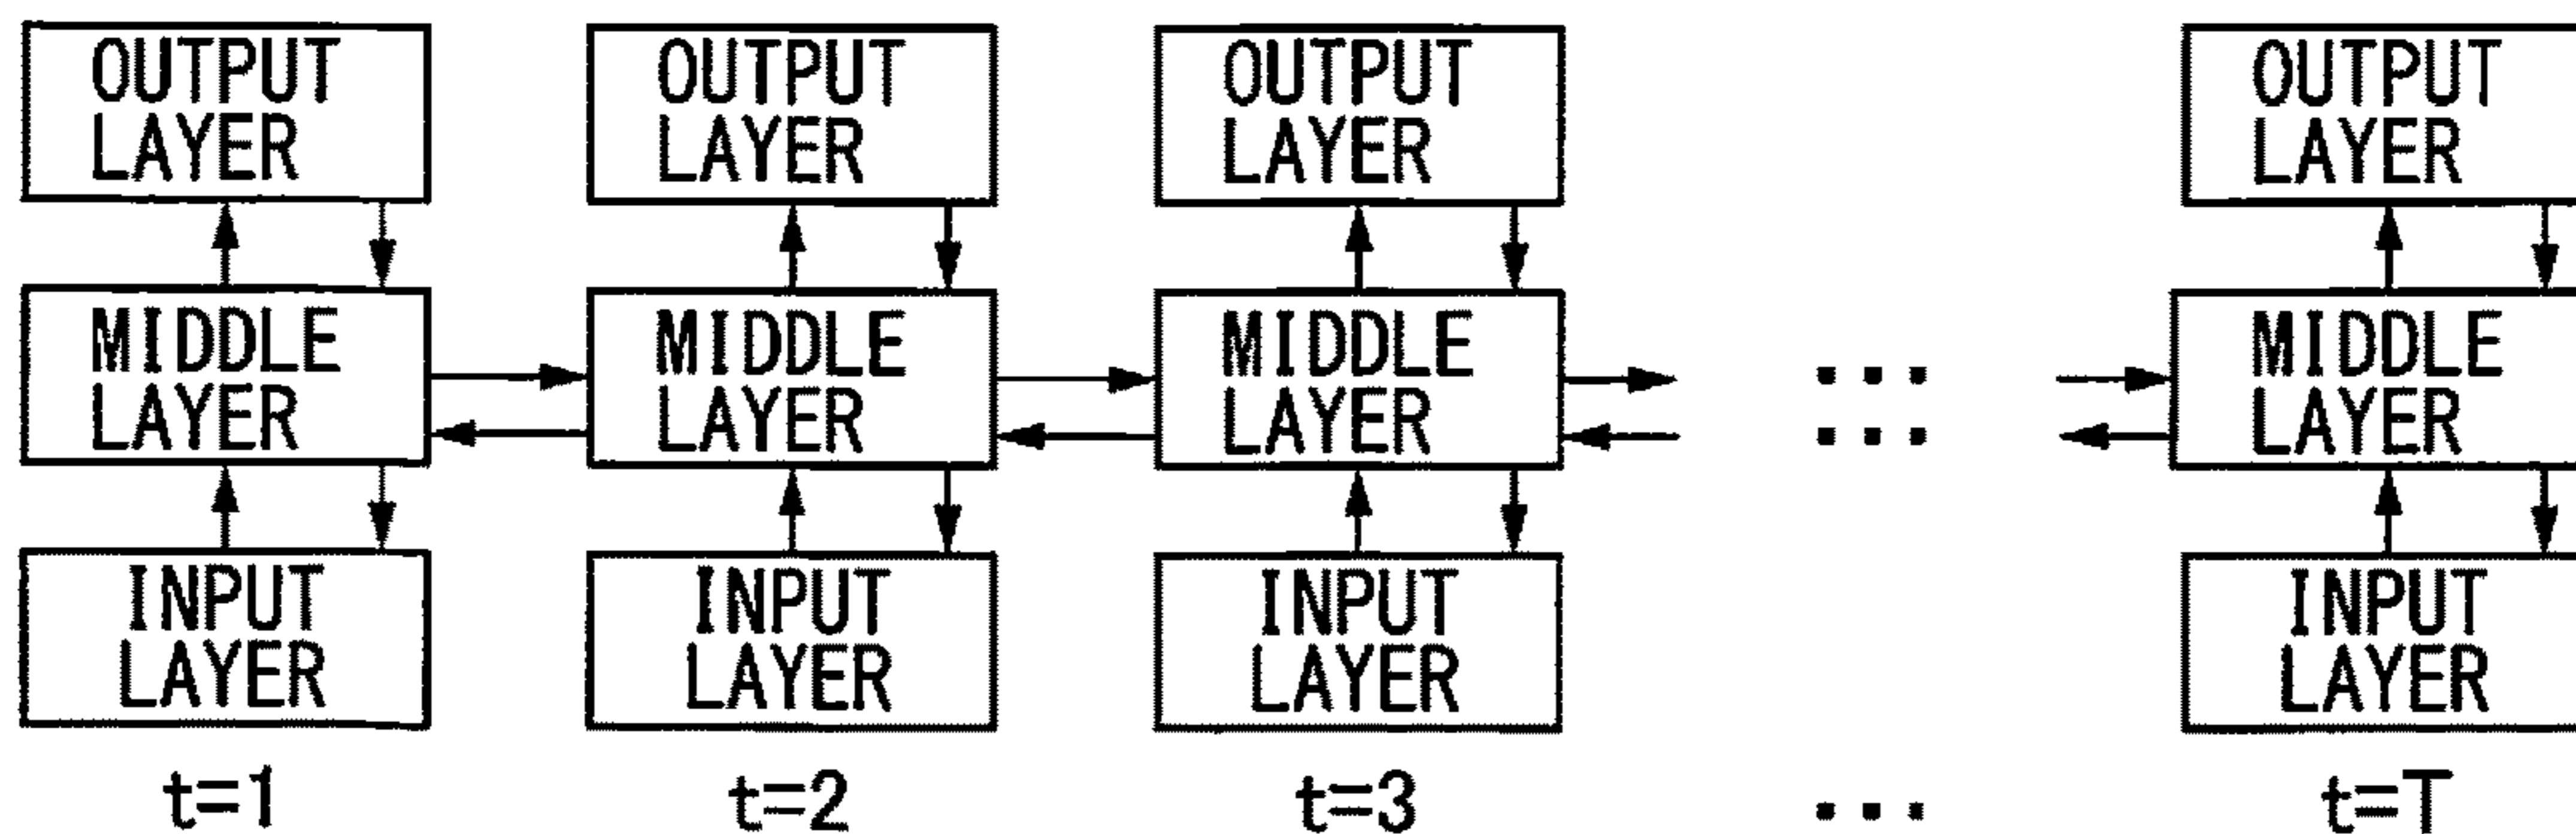 OUTPUT
LAYER
OUTPUT
LAYER
OUTPUT
LAYER
OUTPUT
LAYER
MIDDLE
LAYER
MIDDLE
LAYER
MIDDLE
LAYER
...
...
MIDDLE
LAYER
INPUT
LAYER
INPUT
LAYER
INPUT
LAYER
INPUT
LAYER
t=1
t=2
t=3
...
t=T